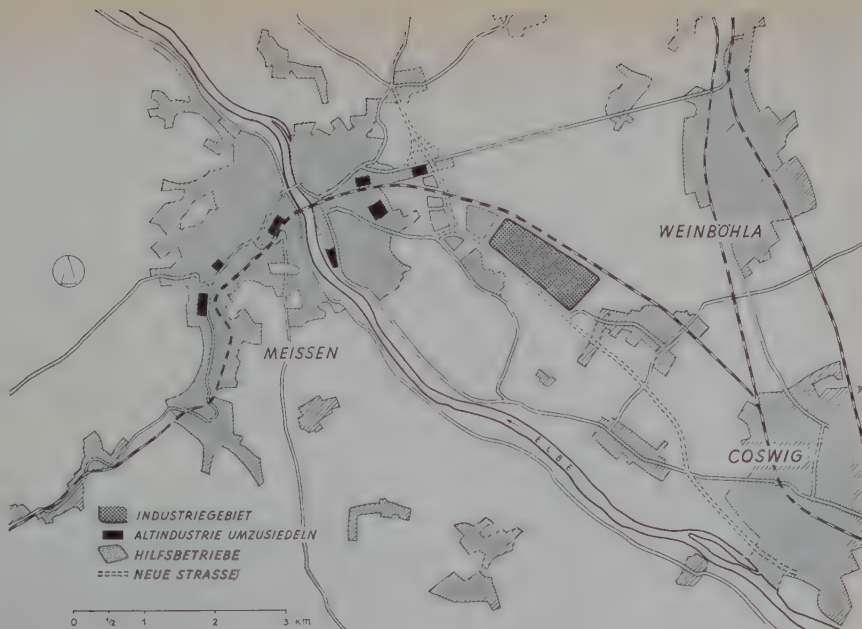 WEINBÖHLA
MEISSEN
ELBE
COSWIG
INDUSTRIEGEBIET
ALTINDUSTRIE UMZUSIEDELN
HILFSBETRIEBE
NEUE STRASSE
0 1/2 1 2 3 KM